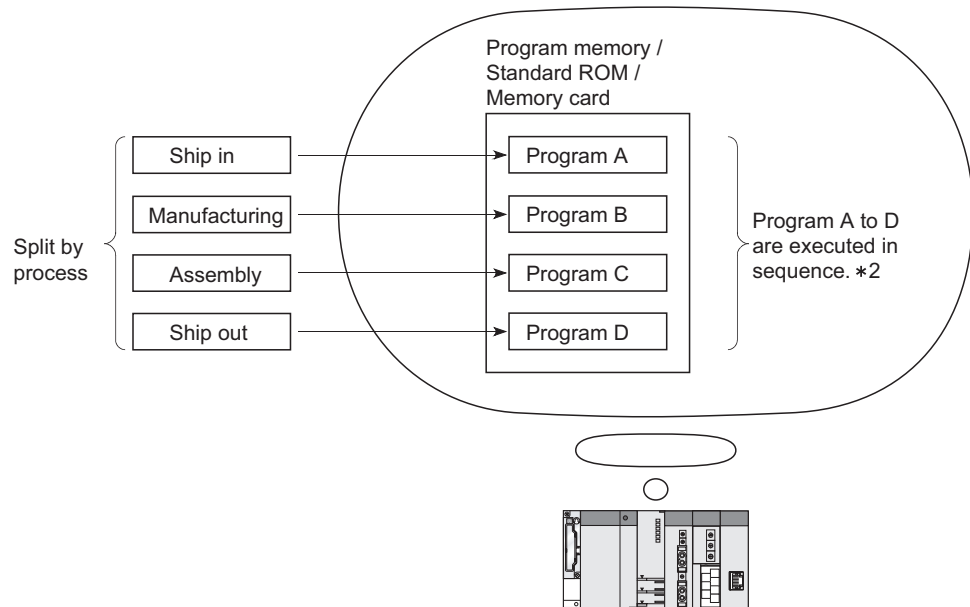 Program memory /
Standard ROM /
Memory card
Ship in
Program A
Manufacturing
Program B
Split by
process
Program A to D
are executed in
sequence. *2
Assembly
Program C
Ship out
Program D